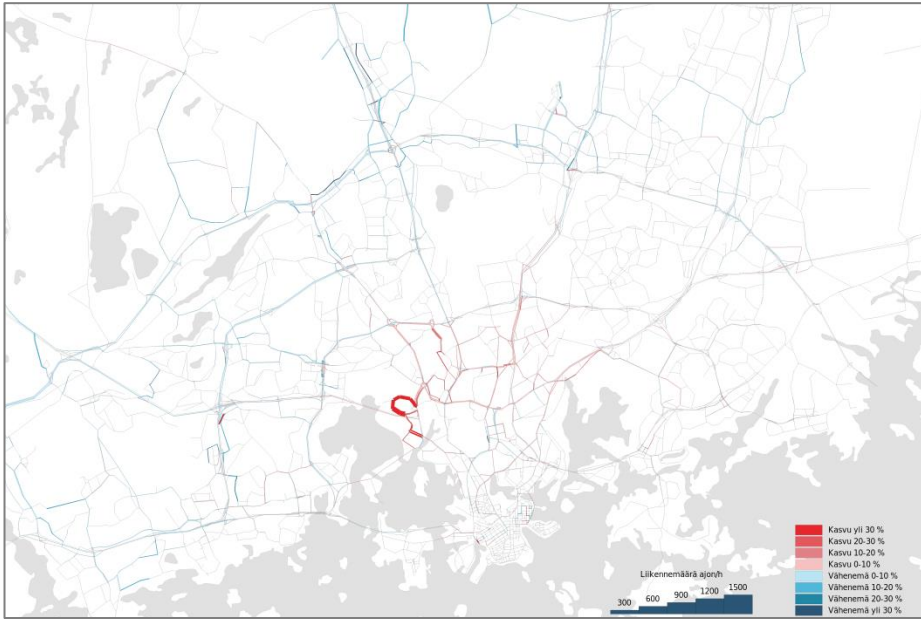 Liikennemäärä ajon/h
300 600 900 1200 1500
Kasvu yli 30 %
Kasvu 20-30 %
Kasvu 10-20 %
Kasvu 0-10 %
Vähenemä 0-10 %
Vähenemä 10-20 %
Vähenemä 20-30 %
Vähenemä yli 30 %